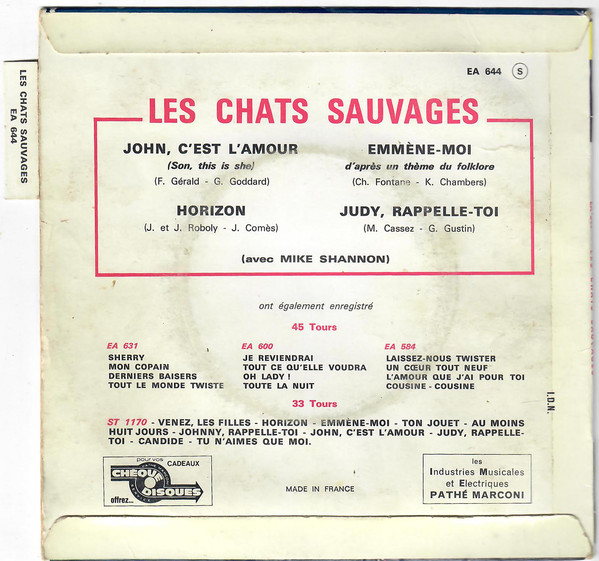 EA 644 S
LES CHATS SAUVAGES
EA 644
LES CHATS SAUVAGES
JOHN, C'EST L'AMOUR
(Son, this is she)
(F. Gérald - G. Goddard)
EMMÈNE-MOI
d'après un thème du folklore
(Ch. Fontane - K. Chambers)
HORIZON
(J. et J. Roboly - J. Comès)
JUDY, RAPPELLE-TOI
(M. Cassez - G. Gustin)
(avec MIKE SHANNON)
ont également enregistré
45 Tours
EA 631
SHERRY
MON COPAIN
DERNIERS BAISERS
TOUT LE MONDE TWISTE
EA 600
JE REVIENDRAI
TOUT CE QU'ELLE VOUDRA
OH LADY !
TOUTE LA NUIT
EA 584
LAISSEZ-NOUS TWISTER
UN CŒUR TOUT NEUF
L'AMOUR QUE J'AI POUR TOI
COUSINE - COUSINE
33 Tours
ST 1170 - VENEZ, LES FILLES - HORIZON - EMMÈNE-MOI - TON JOUET - AU MOINS
HUIT JOURS - JOHNNY, RAPPELLE-TOI - JOHN, C'EST L'AMOUR - JUDY, RAPPELLE-
TOI - CANDIDE - TU N'AIMES QUE MOI.
I.D.N.
pour vos CADEAUX
CHÈQUE
DISQUES
offrez...
MADE IN FRANCE
les
Industries Musicales
et Electriques
PATHÉ MARCONI